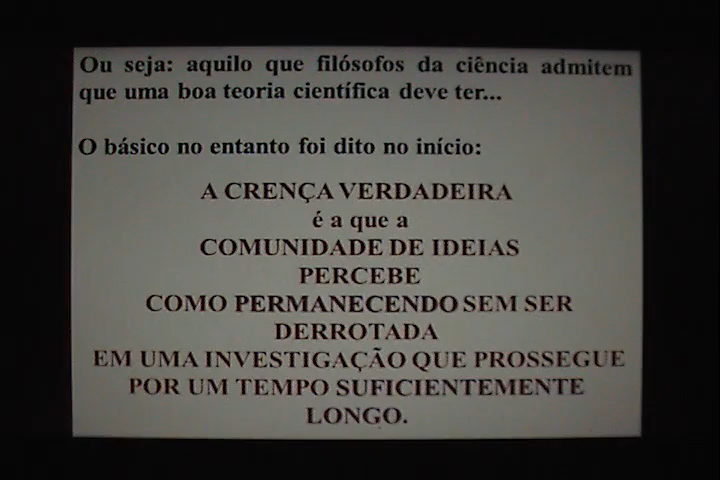 Ou seja: aquilo que filósofos da ciência admitem
que uma boa teoria científica deve ter...
O básico no entanto foi dito no início:
A CRENÇA VERDADEIRA
é a que a
COMUNIDADE DE IDEIAS
PERCEBE
COMO PERMANECENDO SEM SER
DERROTADA
EM UMA INVESTIGAÇÃO QUE PROSSEGUE
POR UM TEMPO SUFICIENTEMENTE
LONGO.